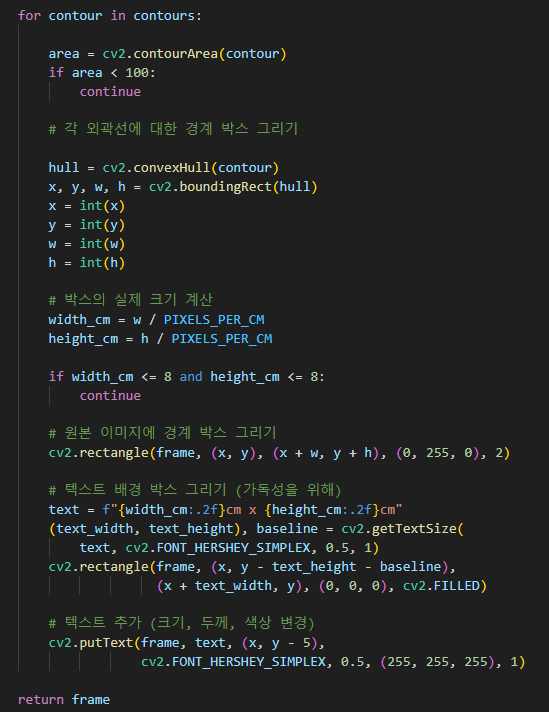 for contour in contours:
area = cv2.contourArea(contour)
if area < 100:
continue
# 각 외곽선에 대한 경계 박스 그리기
hull = cv2.convexHull(contour)
x, y, w, h = cv2.boundingRect(hull)
x = int(x)
y = int(y)
w = int(w)
h = int(h)
# 박스의 실제 크기 계산
width_cm = w / PIXELS_PER_CM
height_cm = h / PIXELS_PER_CM
if width_cm <= 8 and height_cm <= 8:
continue
# 원본 이미지에 경계 박스 그리기
cv2.rectangle(frame, (x, y), (x + w, y + h), (0, 255, 0), 2)
# 텍스트 배경 박스 그리기 (가독성을 위해)
text = f"{width_cm:.2f}cm x {height_cm:.2f}cm"
(text_width, text_height), baseline = cv2.getTextSize(
text, cv2.FONT_HERSHEY_SIMPLEX, 0.5, 1)
cv2.rectangle(frame, (x, y - text_height - baseline),
(x + text_width, y), (0, 0, 0), cv2.FILLED)
# 텍스트 추가 (크기, 두께, 색상 변경)
cv2.putText(frame, text, (x, y - 5),
cv2.FONT_HERSHEY_SIMPLEX, 0.5, (255, 255, 255), 1)
return frame